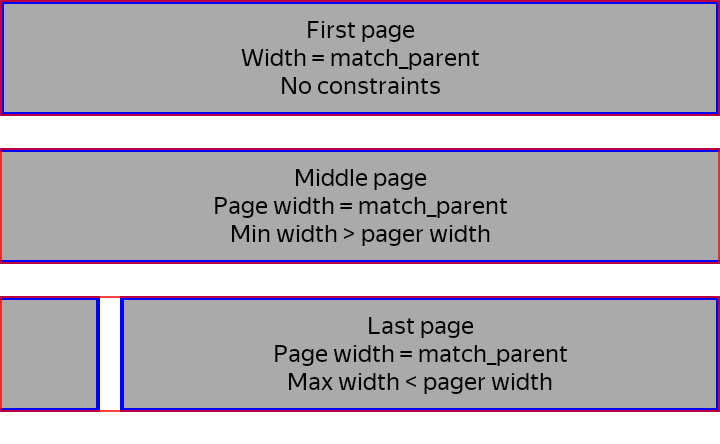 First page
Width = match_parent
No constraints
Middle page
Page width = match_parent
Min width > pager width
Last page
Page width = match_parent
Max width < pager width